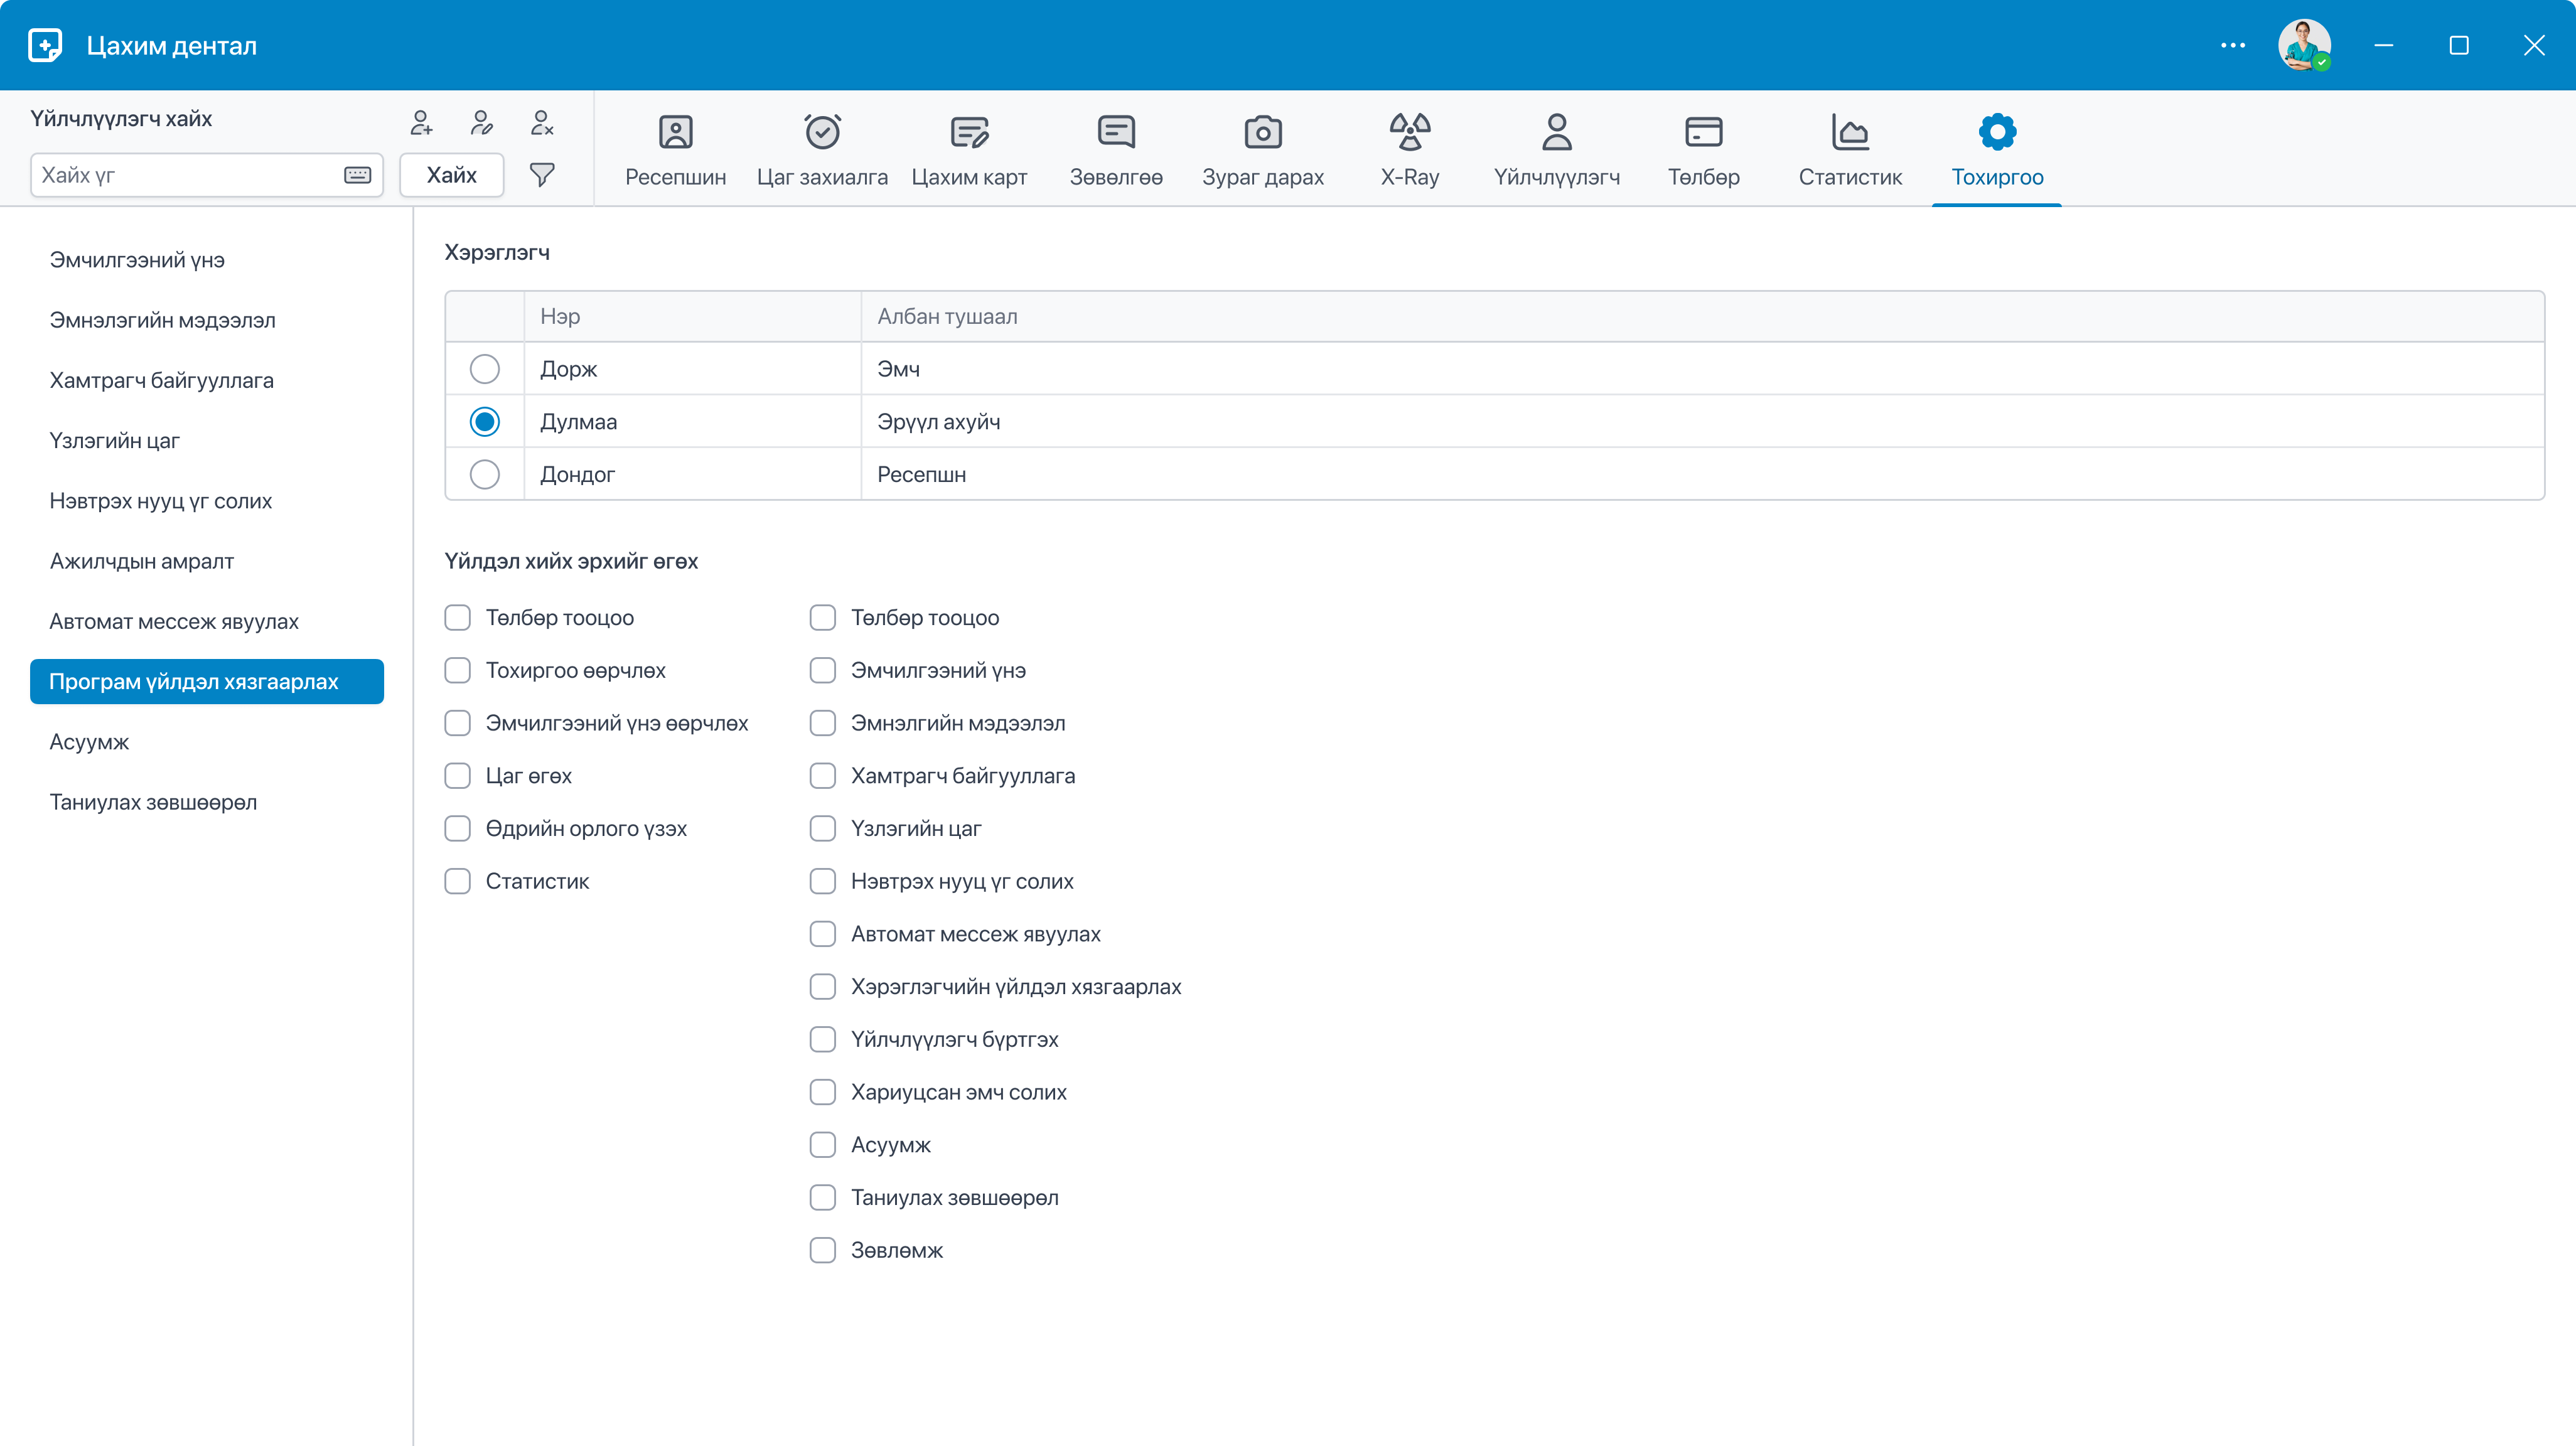 Цахим дентал
Үйлчлүүлэгч хайх
Хайх үг
Хайх
Ресепшин
Цаг захиалга
Цахим карт
Зөвөлгөө
Зураг дарах
X-Ray
Үйлчлүүлэгч
Төлбөр
Статистик
Тохиргоо
Эмчилгээний үнэ
Эмнэлэгийн мэдээлэл
Хамтрагч байгууллага
Үзлэгийн цаг
Нэвтрэх нууц үг солих
Ажилчдын амралт
Автомат мессеж явуулах
Програм үйлдэл хязгаарлах
Асуумж
Таниулах зөвшөөрөл
Хэрэглэгч
Нэр Албан тушаал
Дорж Эмч
Дулмаа Эрүүл ахуйч
Дондог Ресепшн
Үйлдэл хийх эрхийг өгөх
Төлбөр тооцоо
Тохиргоо өөрчлөх
Эмчилгээний үнэ өөрчлөх
Цаг өгөх
Өдрийн орлого үзэх
Статистик
Төлбөр тооцоо
Эмчилгээний үнэ
Эмнэлгийн мэдээлэл
Хамтрагч байгууллага
Үзлэгийн цаг
Нэвтрэх нууц үг солих
Автомат мессеж явуулах
Хэрэглэгчийн үйлдэл хязгаарлах
Үйлчлүүлэгч бүртгэх
Хариуцсан эмч солих
Асуумж
Таниулах зөвшөөрөл
Зөвлөмж